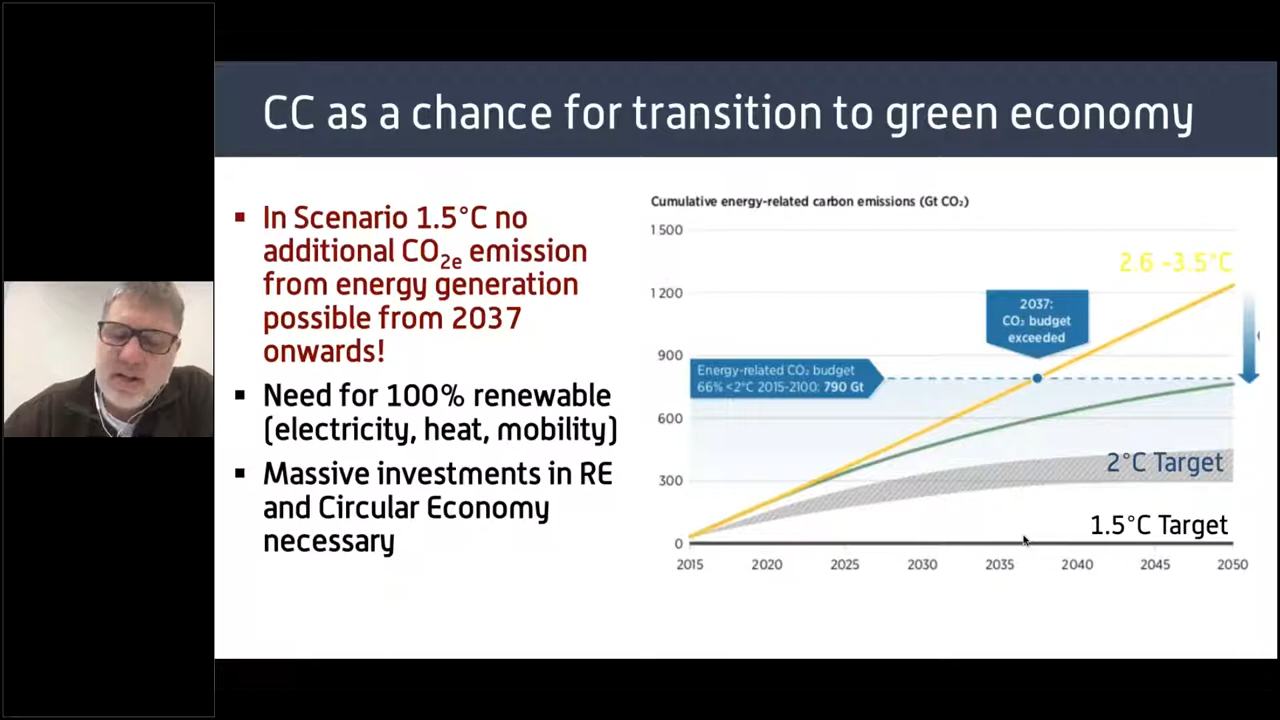 CC as a chance for transition to green economy
▪ In Scenario 1.5°C no
additional CO2e emission
from energy generation
possible from 2037
onwards!
▪ Need for 100% renewable
(electricity, heat, mobility)
▪ Massive investments in RE
and Circular Economy
necessary
Cumulative energy-related carbon emissions (Gt CO₂)
1 500
2.6 -3.5°C
1 200
2037:
CO₂ budget
exceeded
900
Energy-related CO₂ budget
66% <2°C 2015-2100: 790 Gt
600
2°C Target
300
1.5°C Target
0
2015 2020 2025 2030 2035 2040 2045 2050